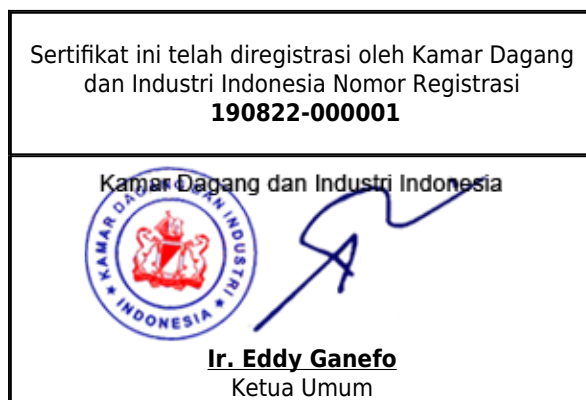 Sertifikat ini telah diregistrasi oleh Kamar Dagang
dan Industri Indonesia Nomor Registrasi
190822-000001
Kamar Dagang dan Industri Indonesia
KAMAR DAGANG DAN INDUSTRI
INDONESIA
Ir. Eddy Ganefo
Ketua Umum